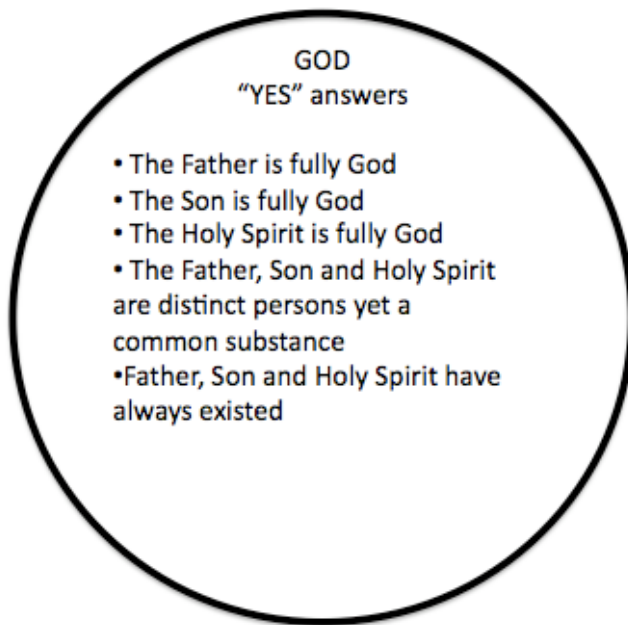 GOD
“YES” answers
• The Father is fully God
• The Son is fully God
• The Holy Spirit is fully God
• The Father, Son and Holy Spirit
are distinct persons yet a
common substance
•Father, Son and Holy Spirit have
always existed